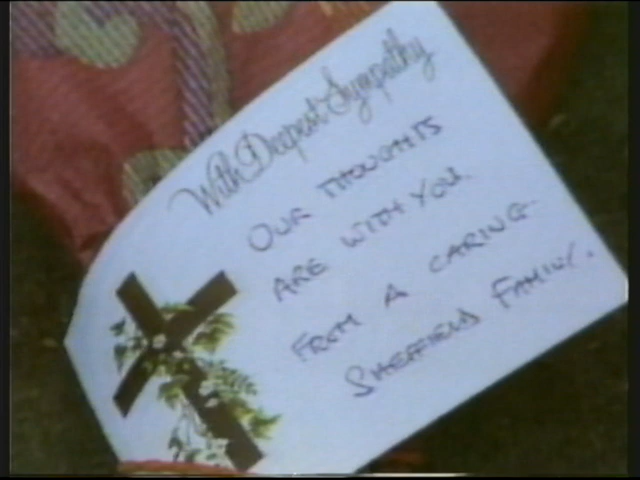 With Deepest Sympathy
OUR THOUGHTS
ARE WITH YOU.
FROM A CARING
SHEFFIELD FAMILY.